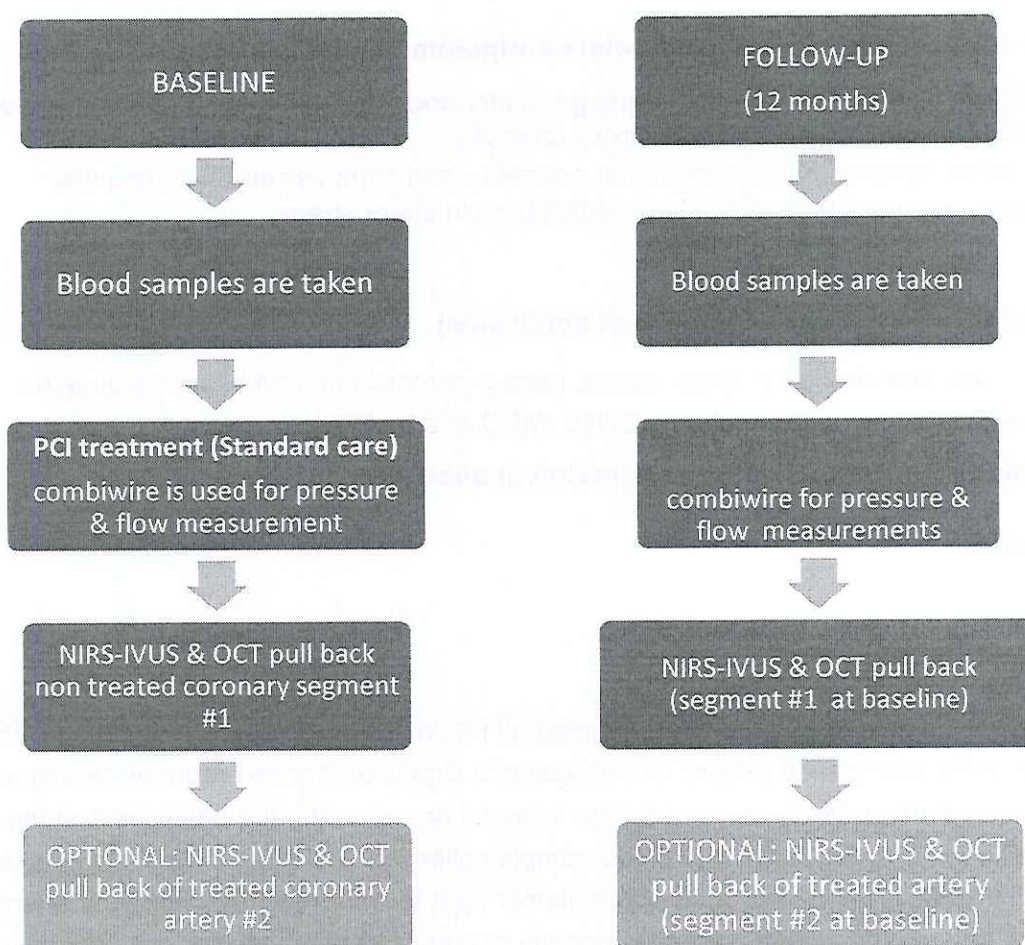 BASELINE
Blood samples are taken
PCI treatment (Standard care)
combiwire is used for pressure
& flow measurement
NIRS-IVUS & OCT pull back
non treated coronary segment
#1
OPTIONAL: NIRS-IVUS & OCT
pull back of treated coronary
artery #2
FOLLOW-UP
(12 months)
Blood samples are taken
combiwire for pressure &
flow measurements
NIRS-IVUS & OCT pull back
(segment #1 at baseline)
OPTIONAL: NIRS-IVUS & OCT
pull back of treated artery
(segment #2 at baseline)